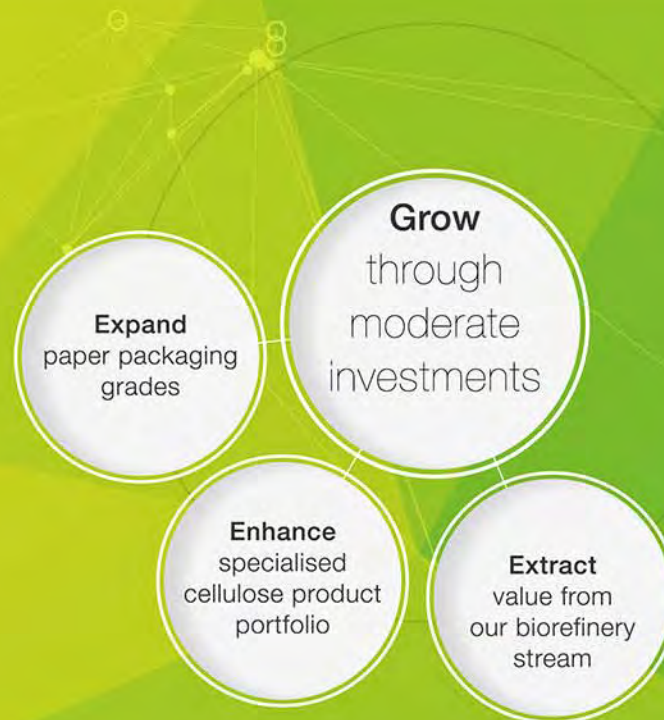 Grow
through
moderate
investments
Expand
paper packaging
grades
Enhance
specialised
cellulose product
portfolio
Extract
value from
our biorefinery
stream